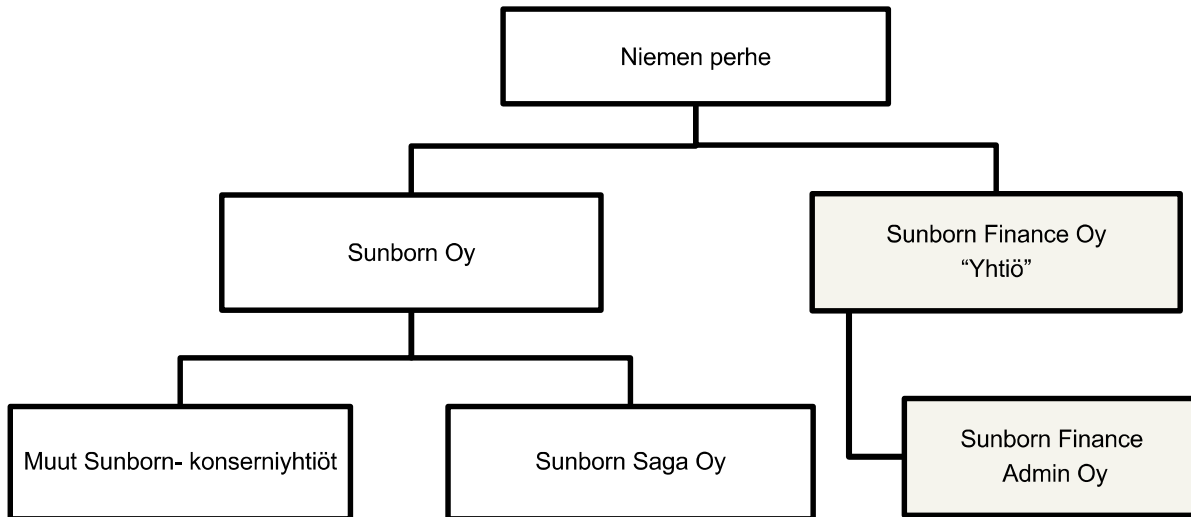 Niemen perhe
Sunborn Oy
Sunborn Finance Oy
“Yhtiö”
Muut Sunborn- konserniyhtiöt
Sunborn Saga Oy
Sunborn Finance
Admin Oy